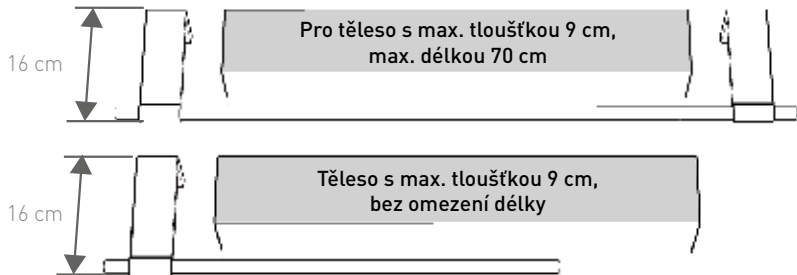 Pro těleso s max. tloušťkou 9 cm,
max. délkou 70 cm
16 cm
Těleso s max. tloušťkou 9 cm,
bez omezení délky
16 cm